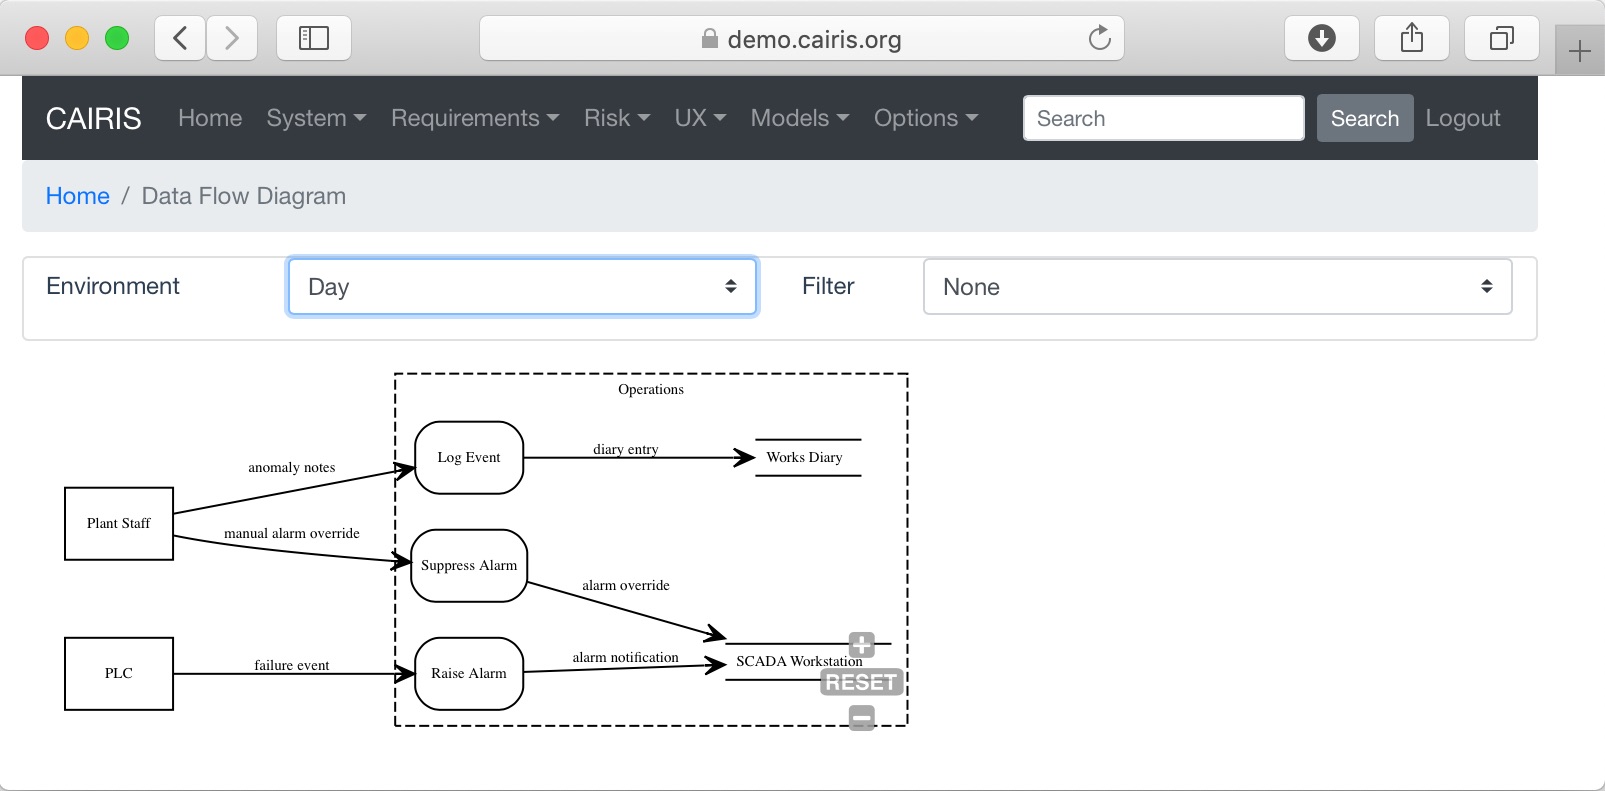 demo.cairis.org
CAIRIS Home System Requirements Risk UX Models Options Search Search Logout
Home / Data Flow Diagram
Environment Day Filter None
Operations
Log Event
diary entry
Works Diary
anomaly notes
Plant Staff
manual alarm override
Suppress Alarm
alarm override
PLC
failure event
Raise Alarm
alarm notification
SCADA Workstation
RESET